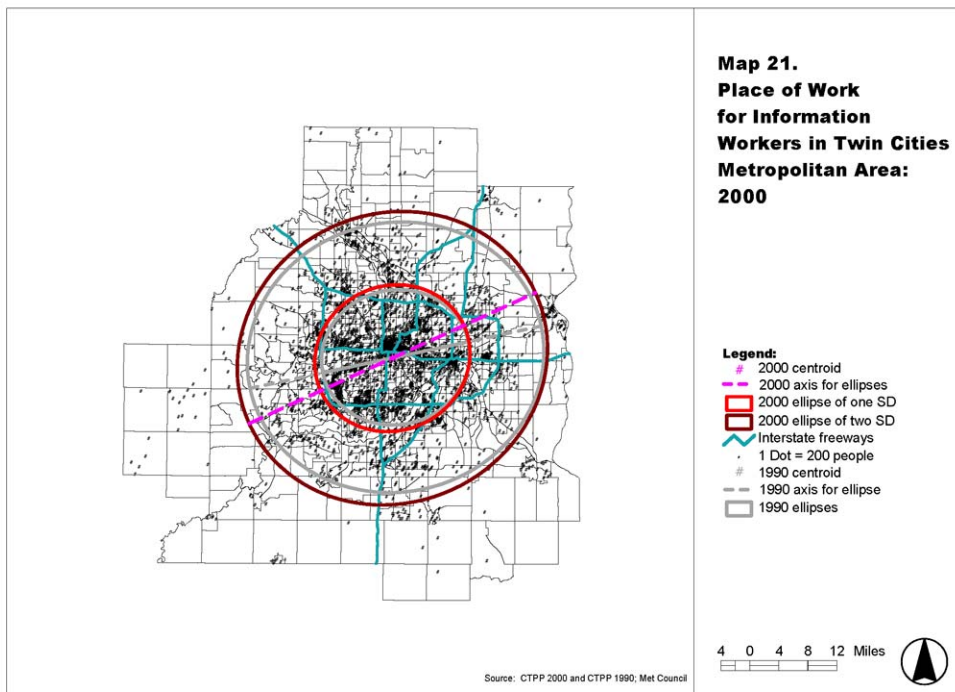 Map 21.
Place of Work
for Information
Workers in Twin Cities
Metropolitan Area:
2000
Legend:
# 2000 centroid
2000 axis for ellipses
2000 ellipse of one SD
2000 ellipse of two SD
Interstate freeways
1 Dot = 200 people
# 1990 centroid
1990 axis for ellipse
1990 ellipses
4 0 4 8 12 Miles
Source: CTPP 2000 and CTPP 1990; Met Council